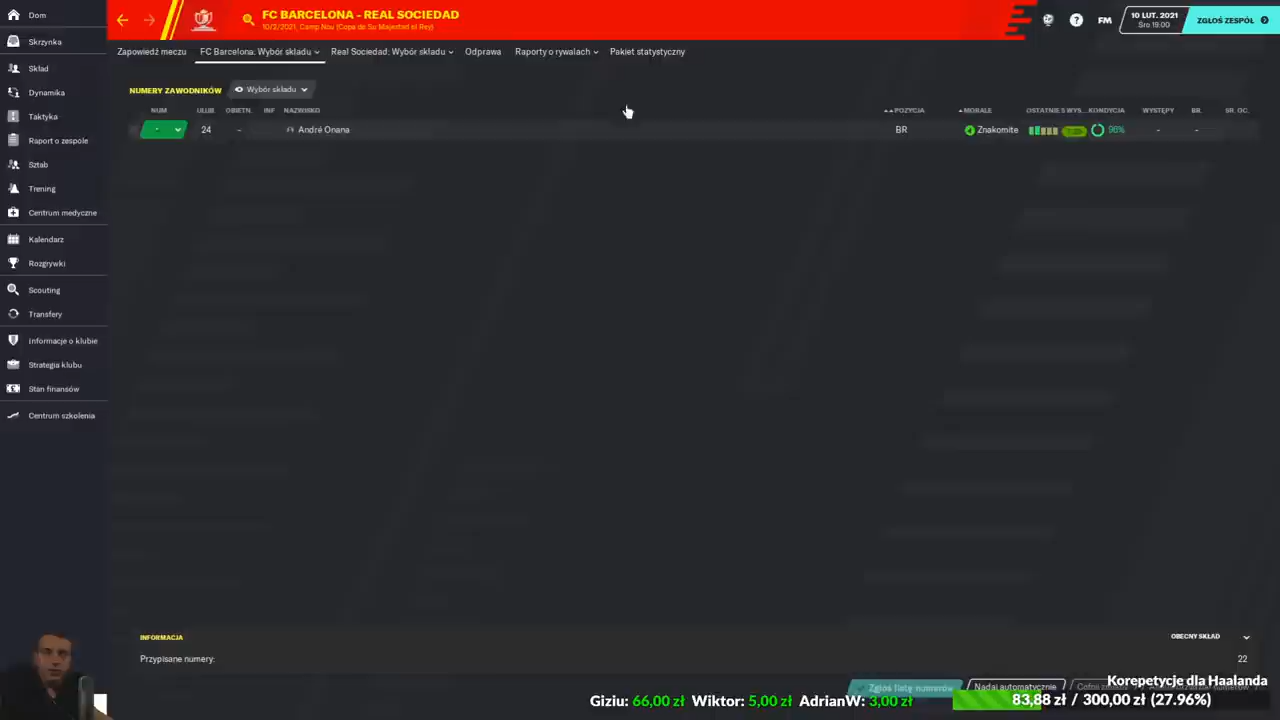 Dom
Skrzynka
Skład
Dynamika
Taktyka
Raport o zespole
Sztab
Trening
Centrum medyczne
Kalendarz
Rozgrywki
Scouting
Transfery
Informacje o klubie
Strategia klubu
Stan finansów
Centrum szkolenia
FC BARCELONA - REAL SOCIEDAD
10/2/2021, Camp Nou (Copa de Su Majestad el Rey)
FM
10 LUT. 2021
Śro 19:00
ZGŁOŚ ZESPÓŁ
Zapowiedź meczu FC Barcelona: Wybór składu Real Sociedad: Wybór składu Odprawa Raporty o rywalach Pakiet statystyczny
NUMERY ZAWODNIKÓW Wybór składu
NUM ULUB. OBIETN. INF NAZWISKO POZYCJA MORALE OSTATNIE 5 WYS... KONDYCJA WYSTĘPY BR. ŚR. OC.
- 24 - André Onana BR Znakomite 96% - -
INFORMACJA OBECNY SKŁAD
Przypisane numery: 22
Zgłoś listę numerów Nadaj automatycznie Cofnij zmiany
Korepetycje dla Haalanda
Giziu: 66,00 zł Wiktor: 5,00 zł AdrianW: 3,00 zł
83,88 zł / 300,00 zł (27.96%)